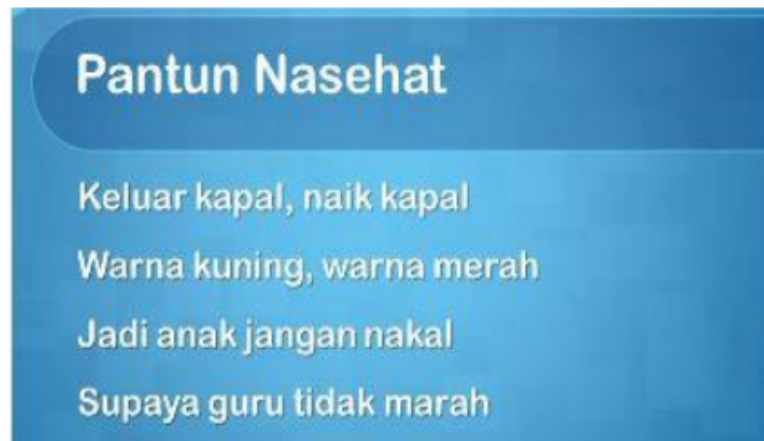 Pantun Nasehat
Keluar kapal, naik kapal
Warna kuning, warna merah
Jadi anak jangan nakal
Supaya guru tidak marah